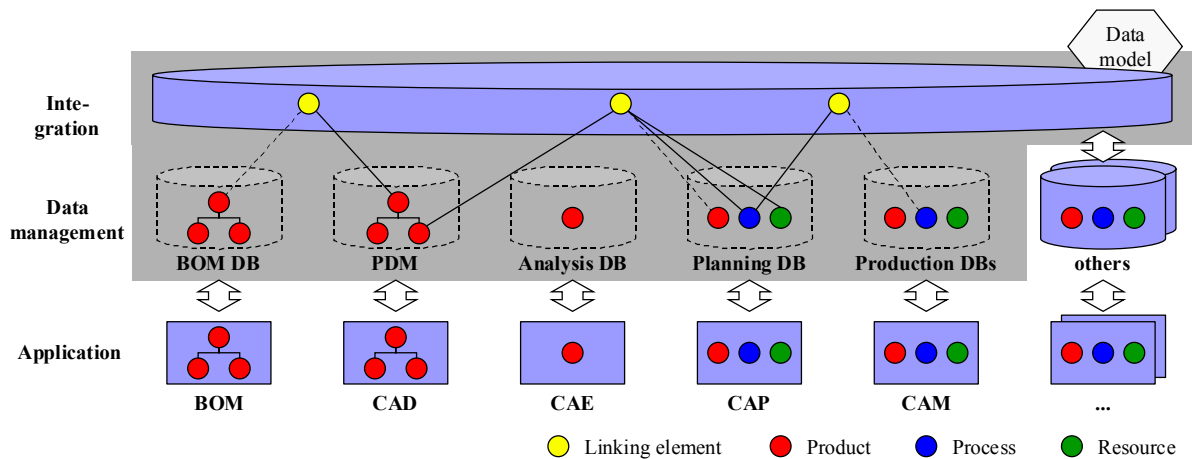 Data
model
Inte-
gration
Data
management
BOM DB
PDM
Analysis DB
Planning DB
Production DBs
others
Application
BOM
CAD
CAE
CAP
CAM
...
Linking element
Product
Process
Resource